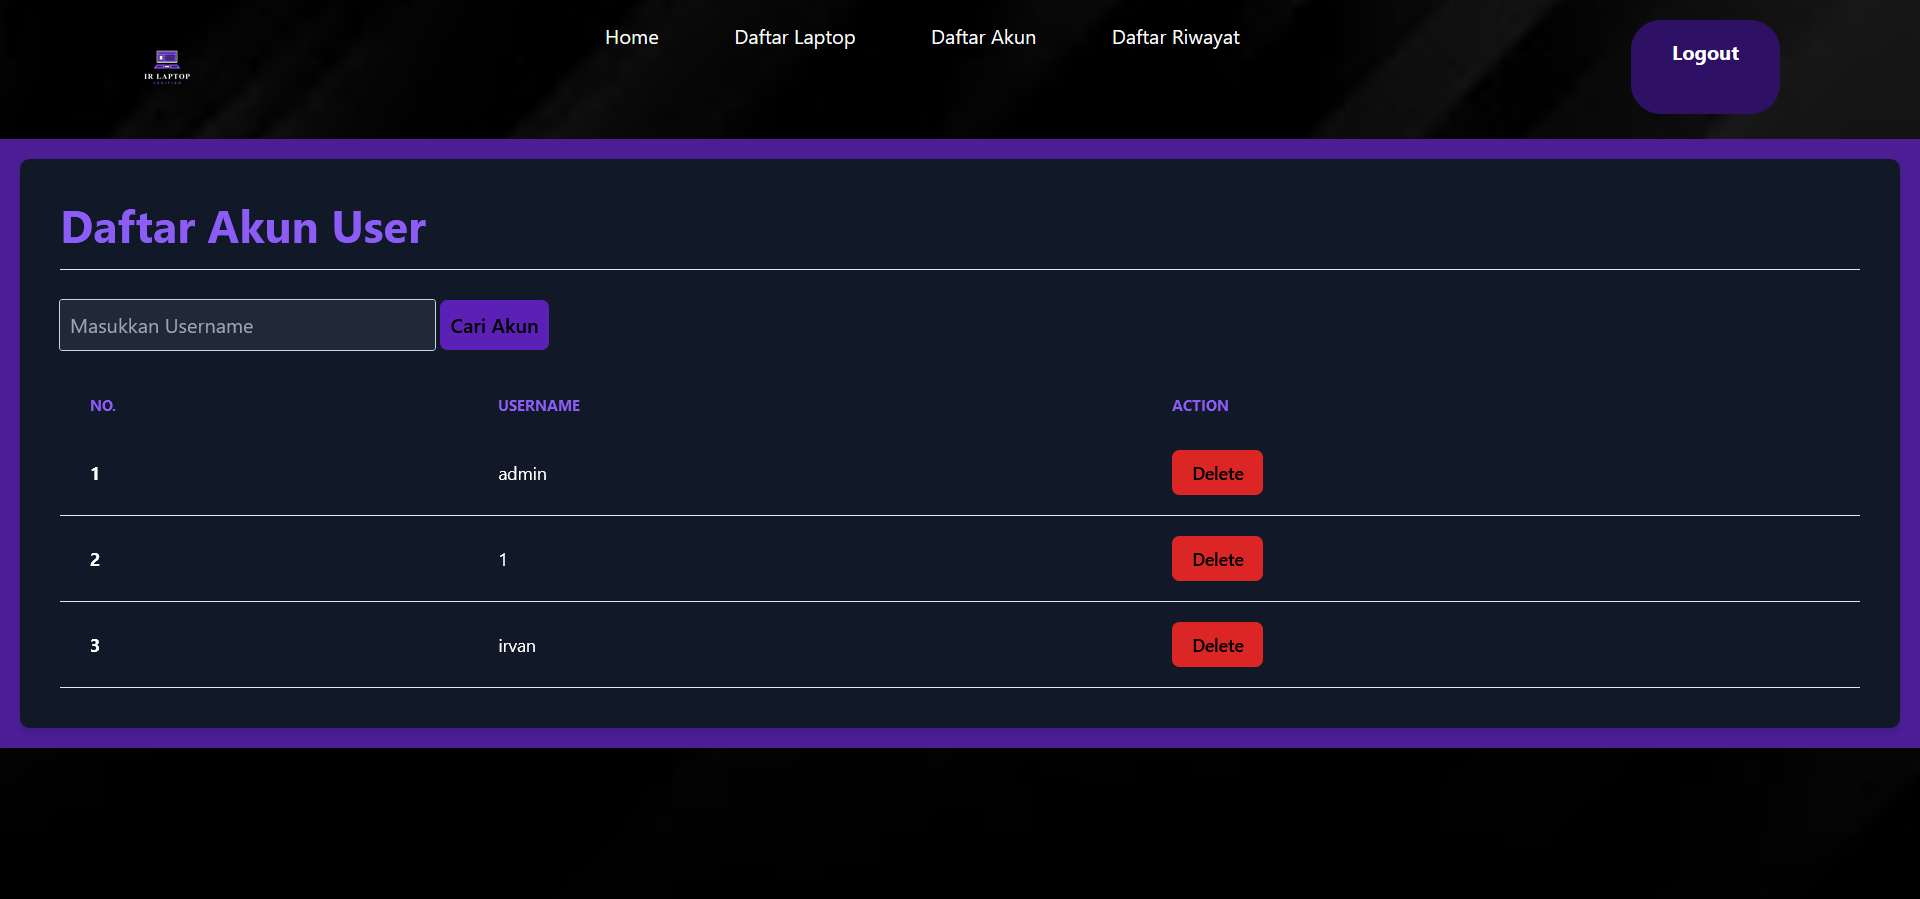 IR LAPTOP
Home
Daftar Laptop
Daftar Akun
Daftar Riwayat
Logout
Daftar Akun User
Masukkan Username
Cari Akun
NO. USERNAME ACTION
1 admin Delete
2 1 Delete
3 irvan Delete